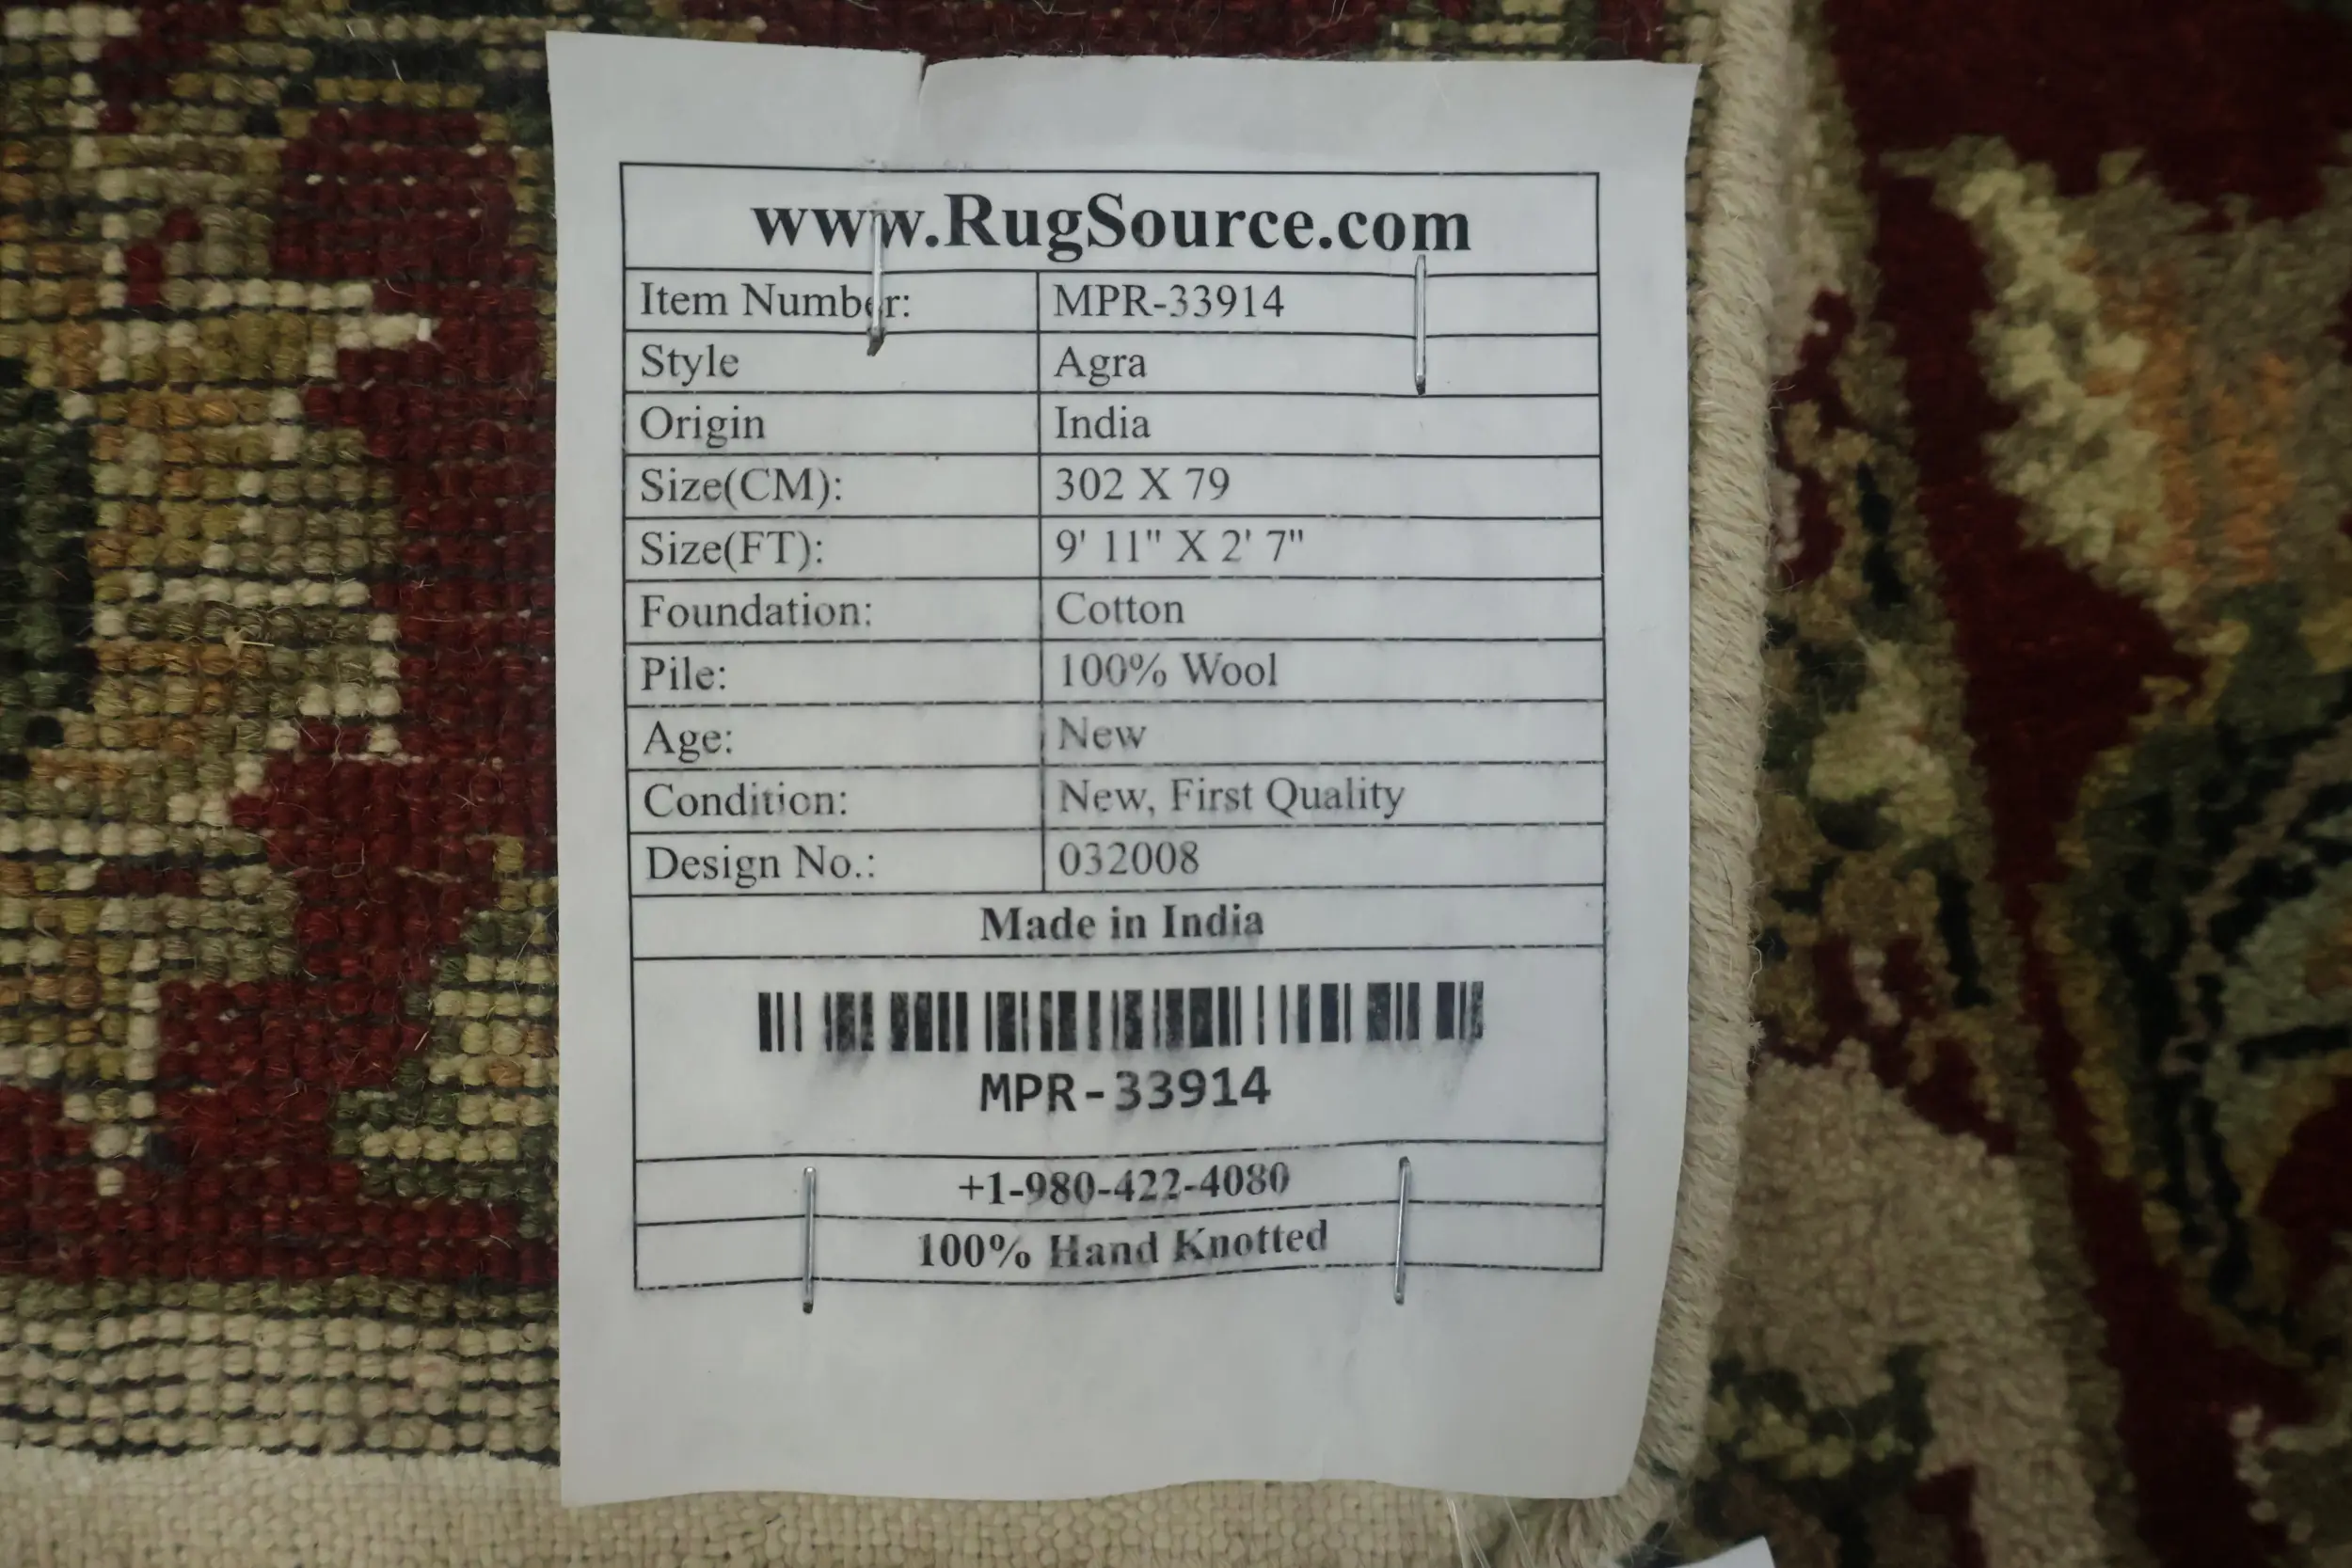 www.RugSource.com
Item Number: MPR-33914
Style Agra
Origin India
Size(CM): 302 X 79
Size(FT): 9' 11" X 2' 7"
Foundation: Cotton
Pile: 100% Wool
Age: New
Condition: New, First Quality
Design No.: 032008
Made in India
MPR-33914
+1-980-422-4080
100% Hand Knotted